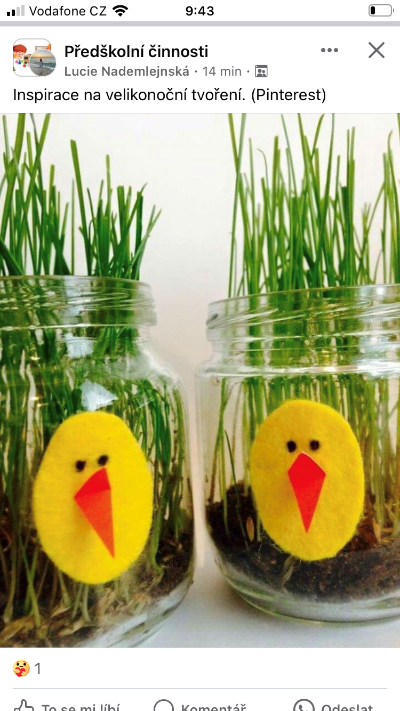 Vodafone CZ 9:43
Předškolní činnosti
Lucie Nademlejnská · 14 min ·
Inspirace na velikonoční tvoření. (Pinterest)
1
To se mi líbí Komentář Odeslat